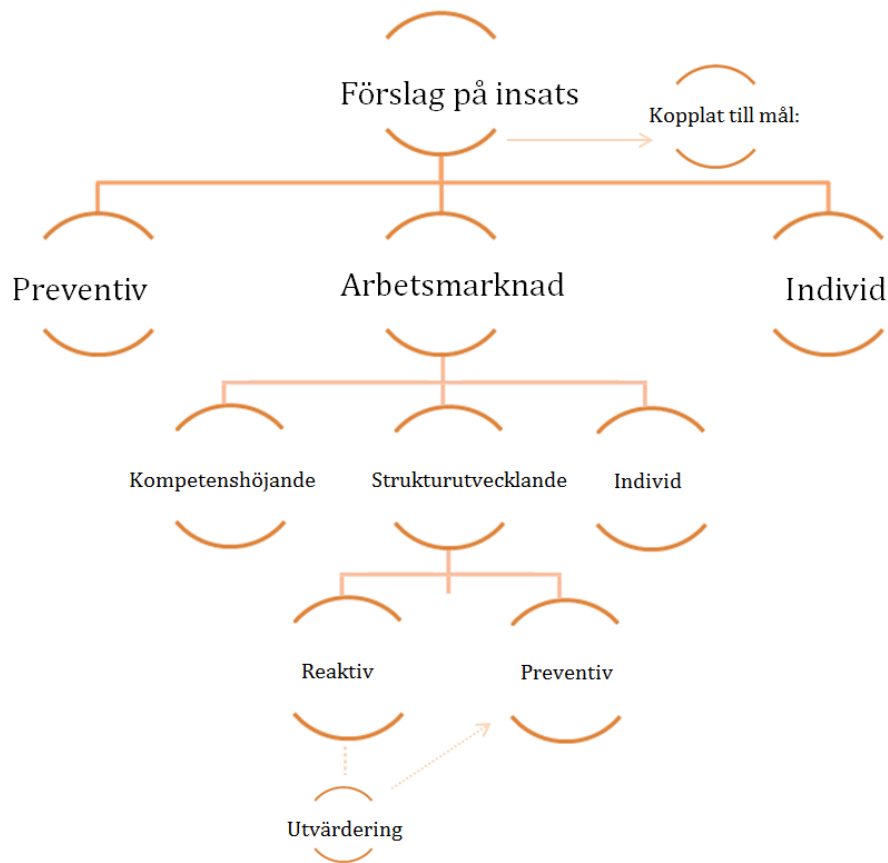 Förslag på insats
Kopplat till mål:
Preventiv
Arbetsmarknad
Individ
Kompetenshöjande
Strukturutvecklande
Individ
Reaktiv
Preventiv
Utvärdering